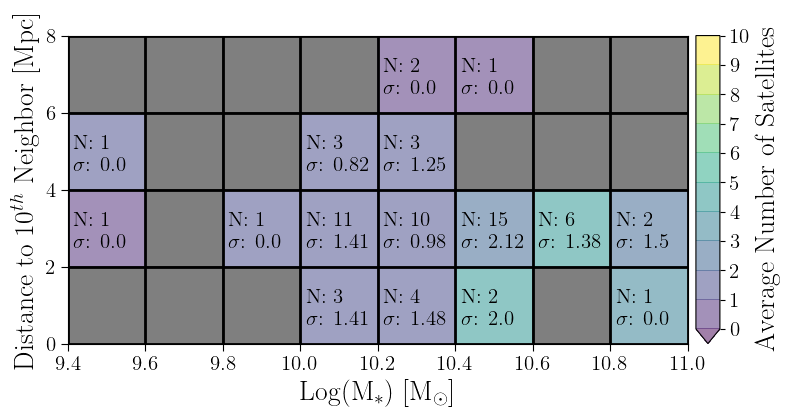 8
6
4
2
0
Distance to 10th Neighbor [Mpc]
N: 2
σ: 0.0
N: 1
σ: 0.0
N: 1
σ: 0.0
N: 3
σ: 0.82
N: 3
σ: 1.25
N: 1
σ: 0.0
N: 1
σ: 0.0
N: 11
σ: 1.41
N: 10
σ: 0.98
N: 15
σ: 2.12
N: 6
σ: 1.38
N: 2
σ: 1.5
N: 3
σ: 1.41
N: 4
σ: 1.48
N: 2
σ: 2.0
N: 1
σ: 0.0
9.4 9.6 9.8 10.0 10.2 10.4 10.6 10.8 11.0
Log(M*) [M⊙]
10
9
8
7
6
5
4
3
2
1
0
Average Number of Satellites